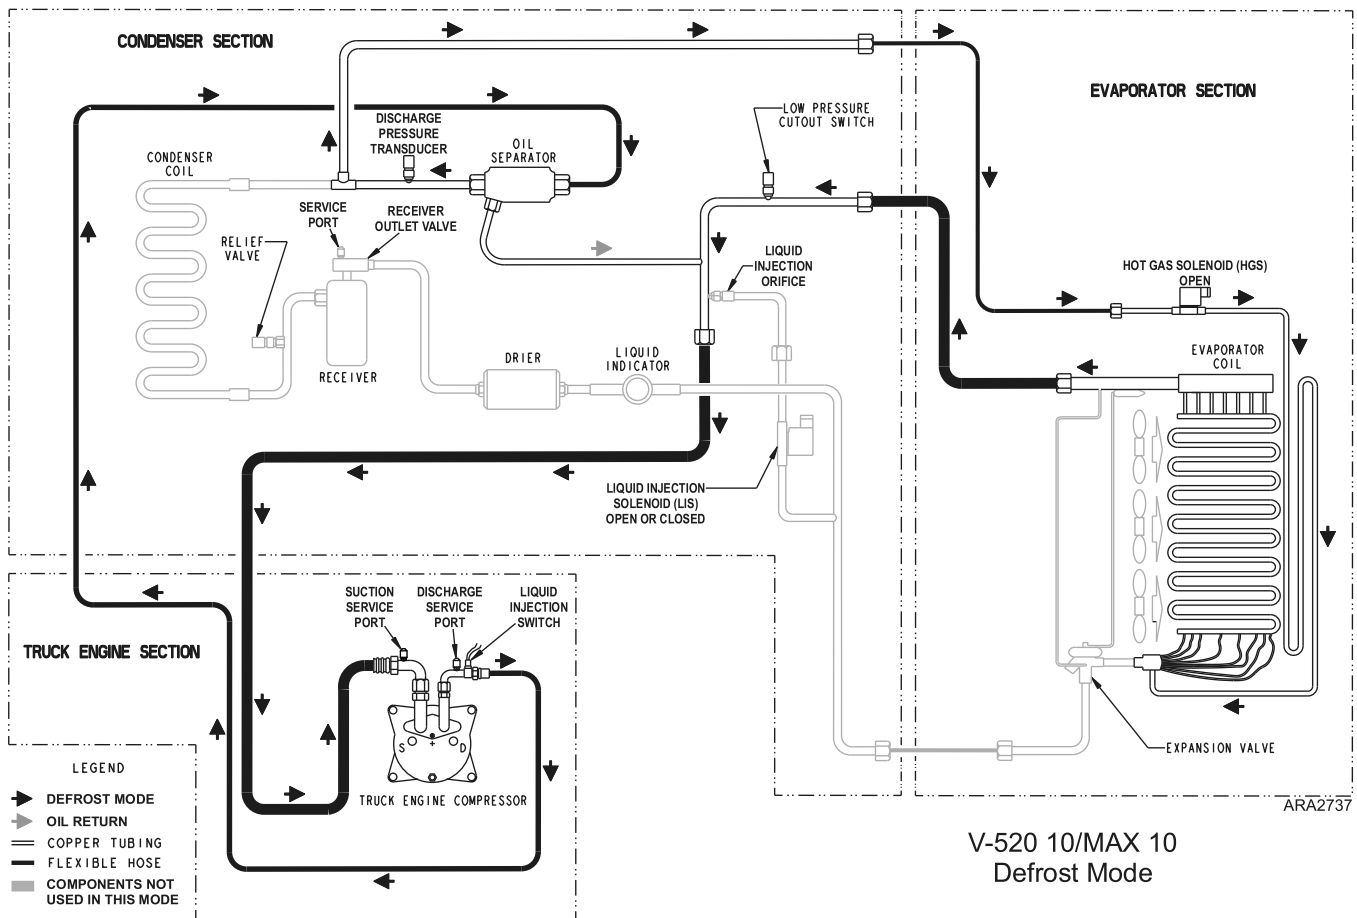 CONDENSER SECTION
EVAPORATOR SECTION
LOW PRESSURE
CUTOUT SWITCH
DISCHARGE
PRESSURE
TRANSDUCER
OIL
SEPARATOR
CONDENSER
COIL
SERVICE
PORT
RECEIVER
OUTLET VALVE
RELIEF
VALVE
LIQUID
INJECTION
ORIFICE
HOT GAS SOLENOID (HGS)
OPEN
RECEIVER
DRIER
LIQUID
INDICATOR
EVAPORATOR
COIL
LIQUID INJECTION
SOLENOID (LIS)
OPEN OR CLOSED
SUCTION
SERVICE
PORT
DISCHARGE
SERVICE
PORT
LIQUID
INJECTION
SWITCH
TRUCK ENGINE SECTION
S
D
EXPANSION VALVE
TRUCK ENGINE COMPRESSOR
LEGEND
DEFROST MODE
OIL RETURN
COPPER TUBING
FLEXIBLE HOSE
COMPONENTS NOT
USED IN THIS MODE
ARA2737
V-520 10/MAX 10
Defrost Mode